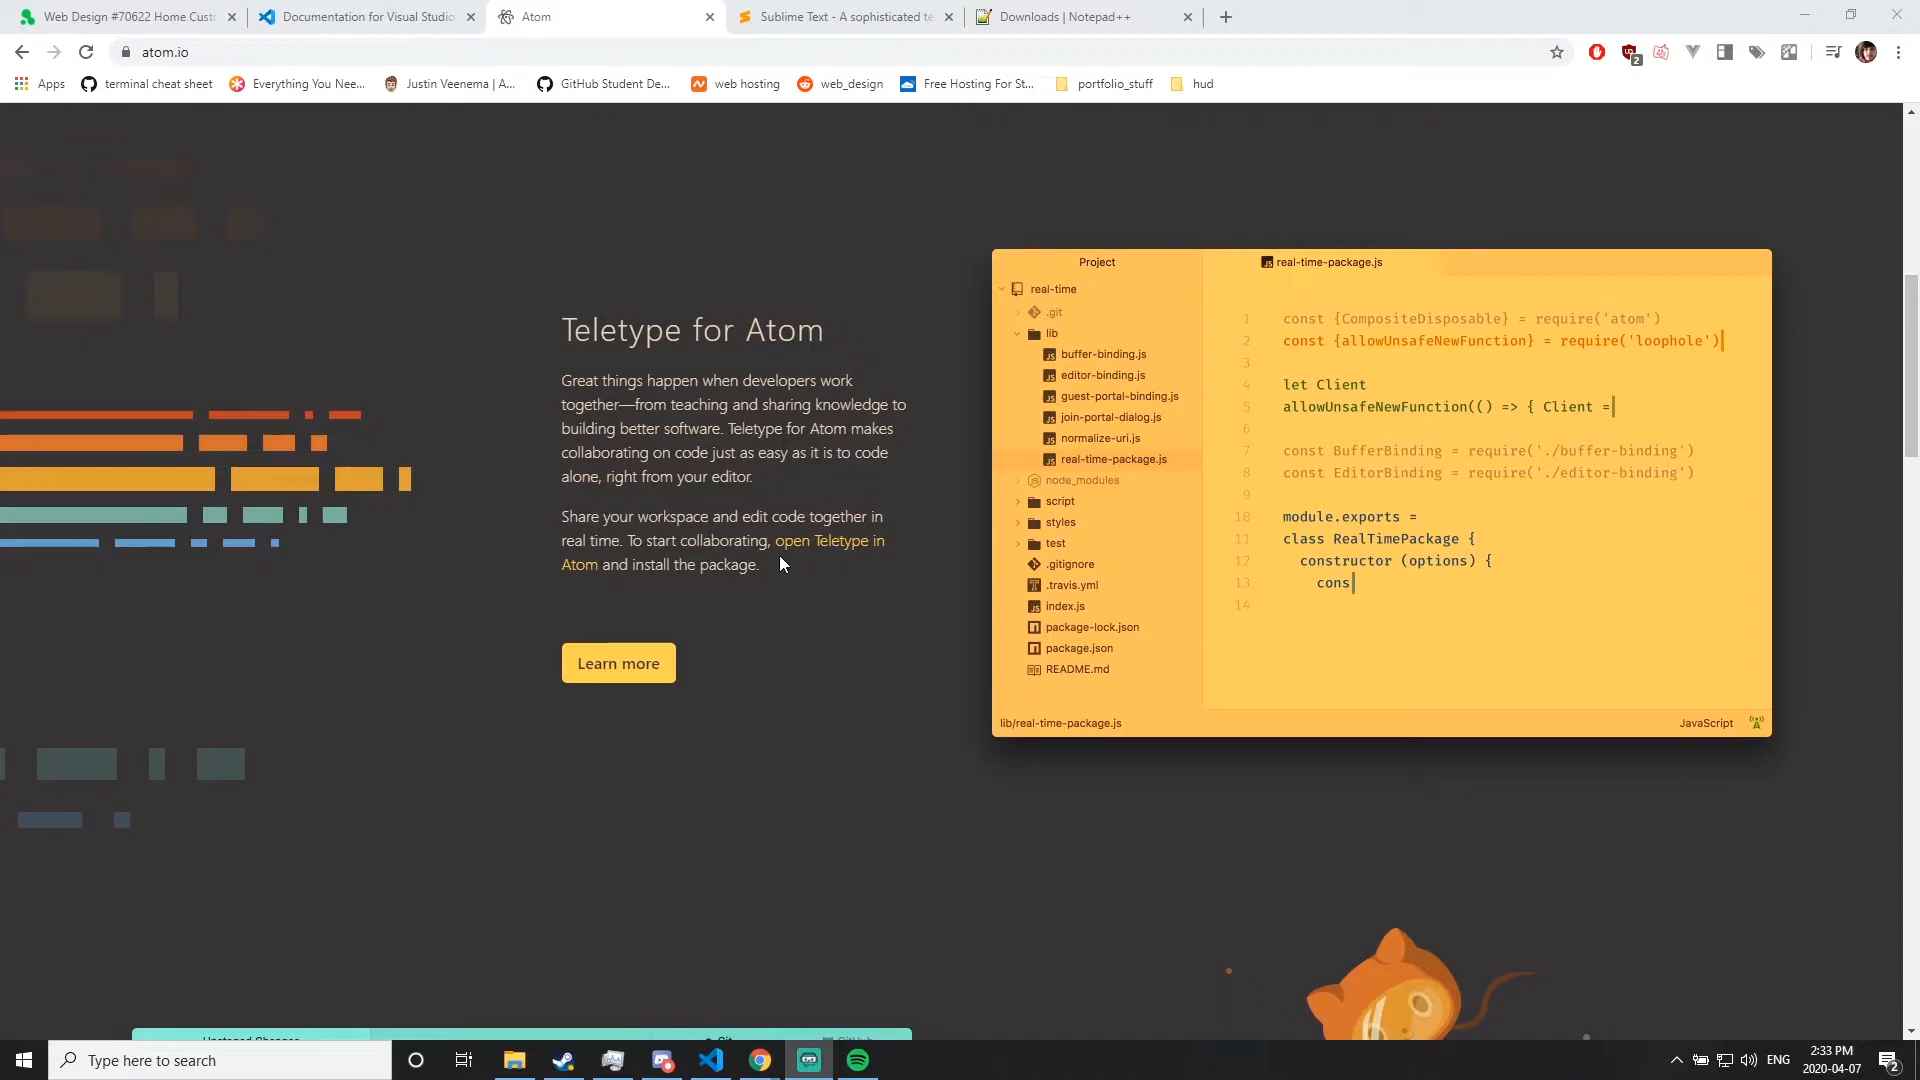 Web Design #70622 Home Cust
Documentation for Visual Studio
Atom
Sublime Text - A sophisticated te
Downloads | Notepad++
atom.io
2
Apps
terminal cheat sheet
Everything You Nee...
Justin Veenema | A...
GitHub Student De...
web hosting
web_design
Free Hosting For St...
portfolio_stuff
hud
Teletype for Atom
Great things happen when developers work
together—from teaching and sharing knowledge to
building better software. Teletype for Atom makes
collaborating on code just as easy as it is to code
alone, right from your editor.
Share your workspace and edit code together in
real time. To start collaborating, open Teletype in
Atom and install the package.
Learn more
Project
real-time
.git
lib
buffer-binding.js
editor-binding.js
guest-portal-binding.js
join-portal-dialog.js
normalize-uri.js
real-time-package.js
node_modules
script
styles
test
.gitignore
.travis.yml
index.js
package-lock.json
package.json
README.md
real-time-package.js
1 const {CompositeDisposable} = require('atom')
2 const {allowUnsafeNewFunction} = require('loophole')
3
4 let Client
5 allowUnsafeNewFunction(() => { Client =
6
7 const BufferBinding = require('./buffer-binding')
8 const EditorBinding = require('./editor-binding')
9
10 module.exports =
11 class RealTimePackage {
12 constructor (options) {
13 cons
14
lib/real-time-package.js
JavaScript
Unstaged Changes
Git
GitHub
Type here to search
ENG
2:33 PM
2020-04-07
2